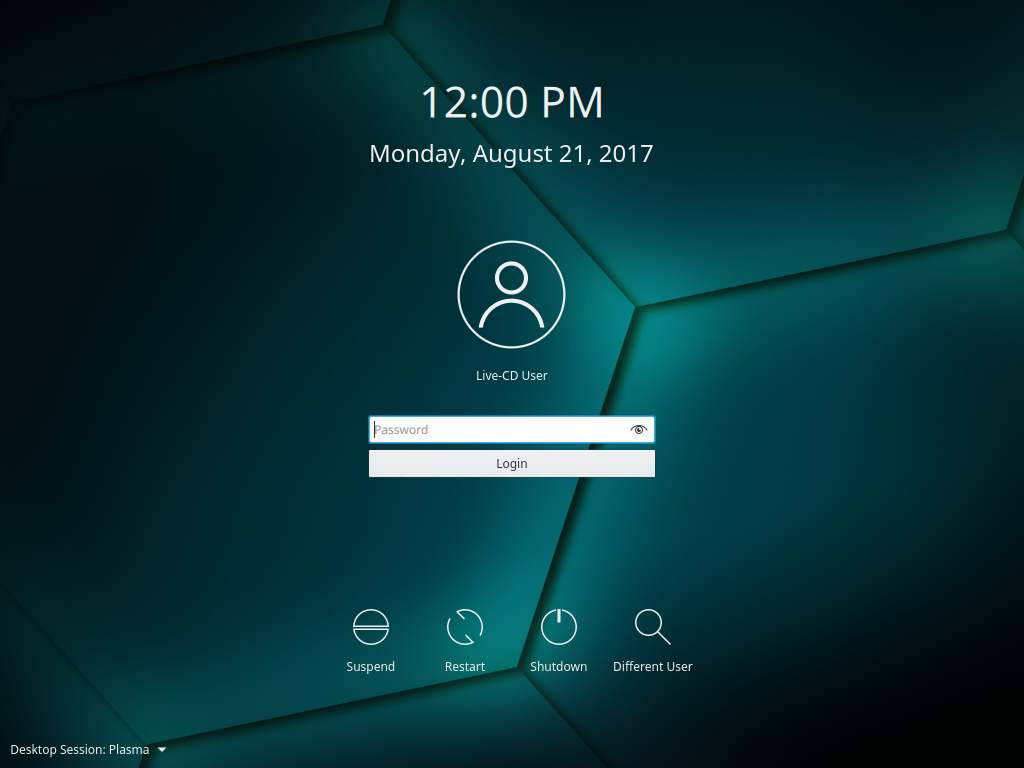 12:00 PM
Monday, August 21, 2017
Live-CD User
Password
Login
Suspend
Restart
Shutdown
Different User
Desktop Session: Plasma